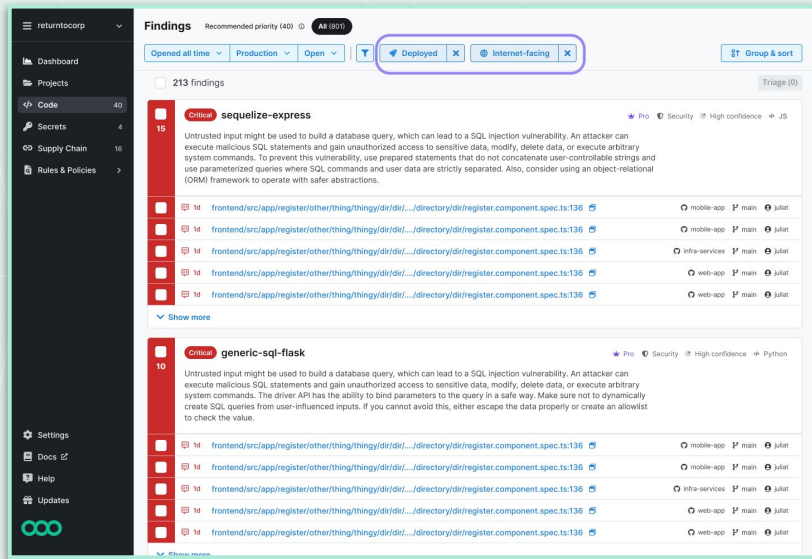 returntocorp
Dashboard
Projects
Code 40
Secrets 4
Supply Chain 16
Rules & Policies
Settings
Docs
Help
Updates
Findings Recommended priority (40) All (801)
Opened all time Production Open Deployed Internet-facing Group & sort
213 findings Triage (0)
15
Critical sequelize-express Pro Security High confidence JS
Untrusted input might be used to build a database query, which can lead to a SQL injection vulnerability. An attacker can
execute malicious SQL statements and gain unauthorized access to sensitive data, modify, delete data, or execute arbitrary
system commands. To prevent this vulnerability, use prepared statements that do not concatenate user-controllable strings and
use parameterized queries where SQL commands and user data are strictly separated. Also, consider using an object-relational
(ORM) framework to operate with safer abstractions.
1d frontend/src/app/register/other/thing/thingy/dir/dir/..../directory/dir/register.component.spec.ts:136 mobile-app main juliat
1d frontend/src/app/register/other/thing/thingy/dir/dir/..../directory/dir/register.component.spec.ts:136 mobile-app main juliat
1d frontend/src/app/register/other/thing/thingy/dir/dir/..../directory/dir/register.component.spec.ts:136 infra-services main juliat
1d frontend/src/app/register/other/thing/thingy/dir/dir/..../directory/dir/register.component.spec.ts:136 web-app main juliat
1d frontend/src/app/register/other/thing/thingy/dir/dir/..../directory/dir/register.component.spec.ts:136 web-app main juliat
Show more
10
Critical generic-sql-flask Pro Security High confidence Python
Untrusted input might be used to build a database query, which can lead to a SQL injection vulnerability. An attacker can
execute malicious SQL statements and gain unauthorized access to sensitive data, modify, delete data, or execute arbitrary
system commands. The driver API has the ability to bind parameters to the query in a safe way. Make sure not to dynamically
create SQL queries from user-influenced inputs. If you cannot avoid this, either escape the data properly or create an allowlist
to check the value.
1d frontend/src/app/register/other/thing/thingy/dir/dir/..../directory/dir/register.component.spec.ts:136 mobile-app main juliat
1d frontend/src/app/register/other/thing/thingy/dir/dir/..../directory/dir/register.component.spec.ts:136 mobile-app main juliat
1d frontend/src/app/register/other/thing/thingy/dir/dir/..../directory/dir/register.component.spec.ts:136 infra-services main juliat
1d frontend/src/app/register/other/thing/thingy/dir/dir/..../directory/dir/register.component.spec.ts:136 web-app main juliat
1d frontend/src/app/register/other/thing/thingy/dir/dir/..../directory/dir/register.component.spec.ts:136 web-app main juliat
Show more